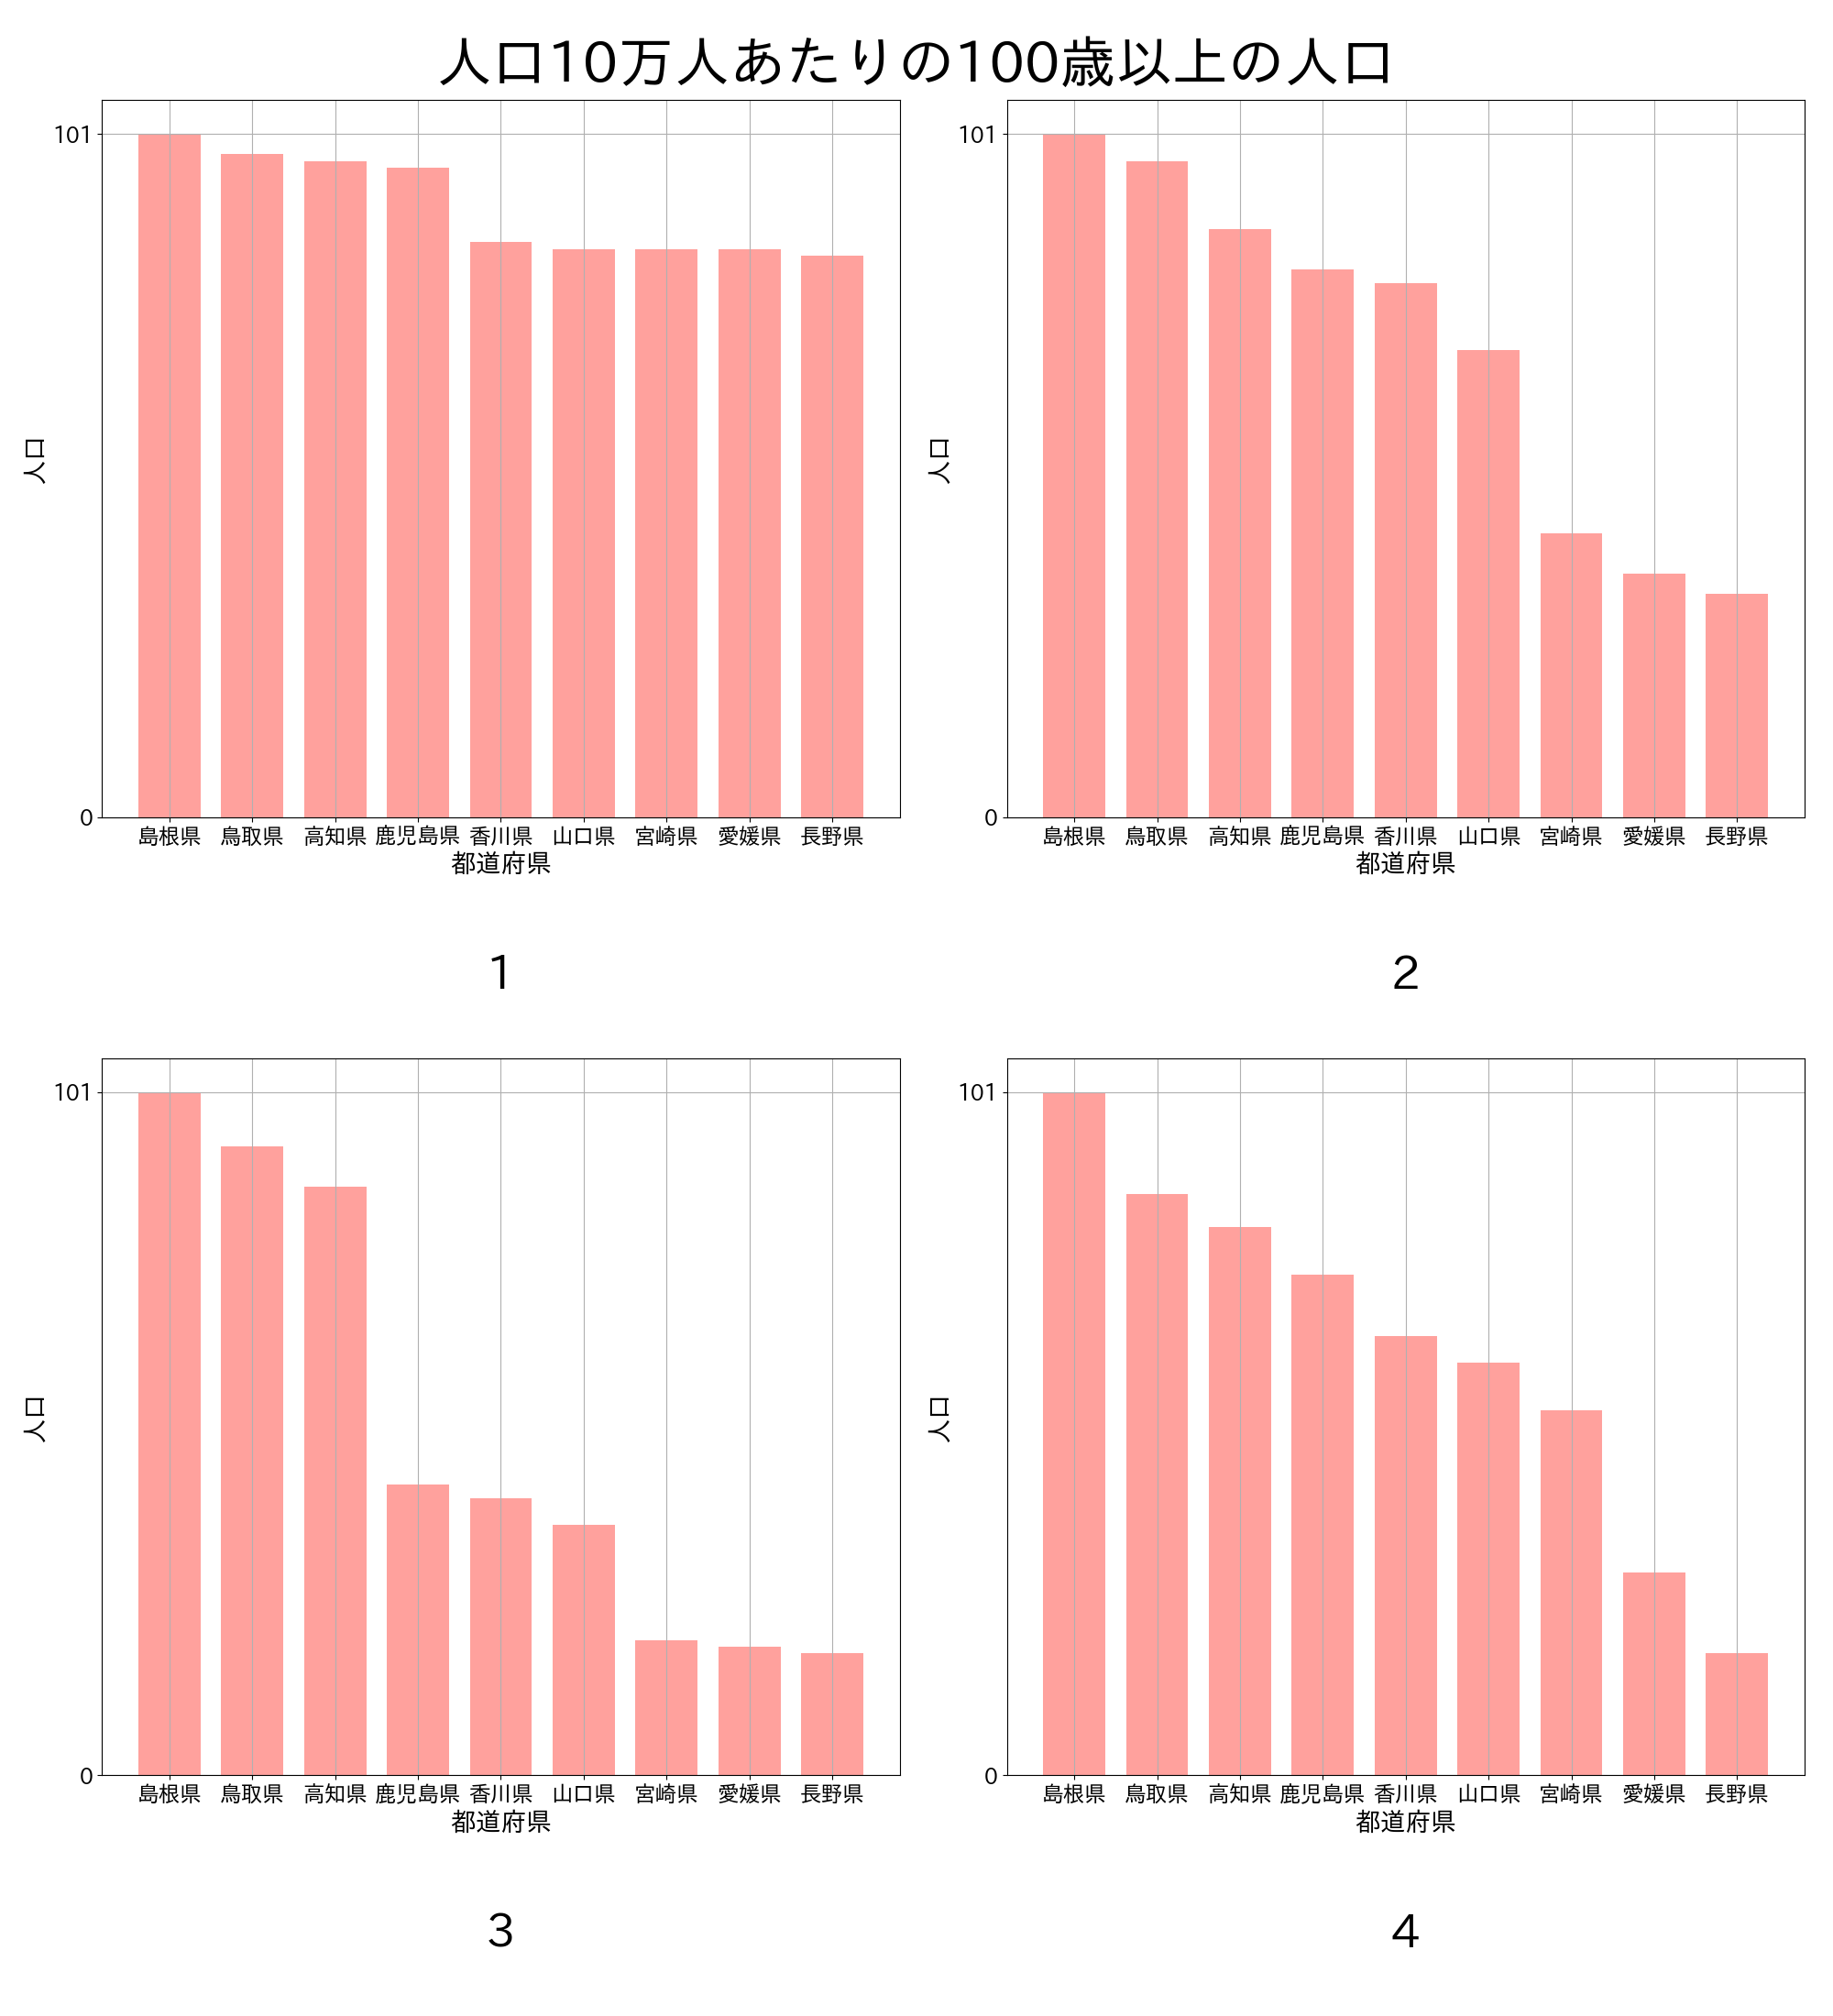 人口10万人あたりの100歳以上の人口
101
0
人口
島根県 鳥取県 高知県 鹿児島県 香川県 山口県 宮崎県 愛媛県 長野県
都道府県
1
101
0
人口
島根県 鳥取県 高知県 鹿児島県 香川県 山口県 宮崎県 愛媛県 長野県
都道府県
2
101
0
人口
島根県 鳥取県 高知県 鹿児島県 香川県 山口県 宮崎県 愛媛県 長野県
都道府県
3
101
0
人口
島根県 鳥取県 高知県 鹿児島県 香川県 山口県 宮崎県 愛媛県 長野県
都道府県
4